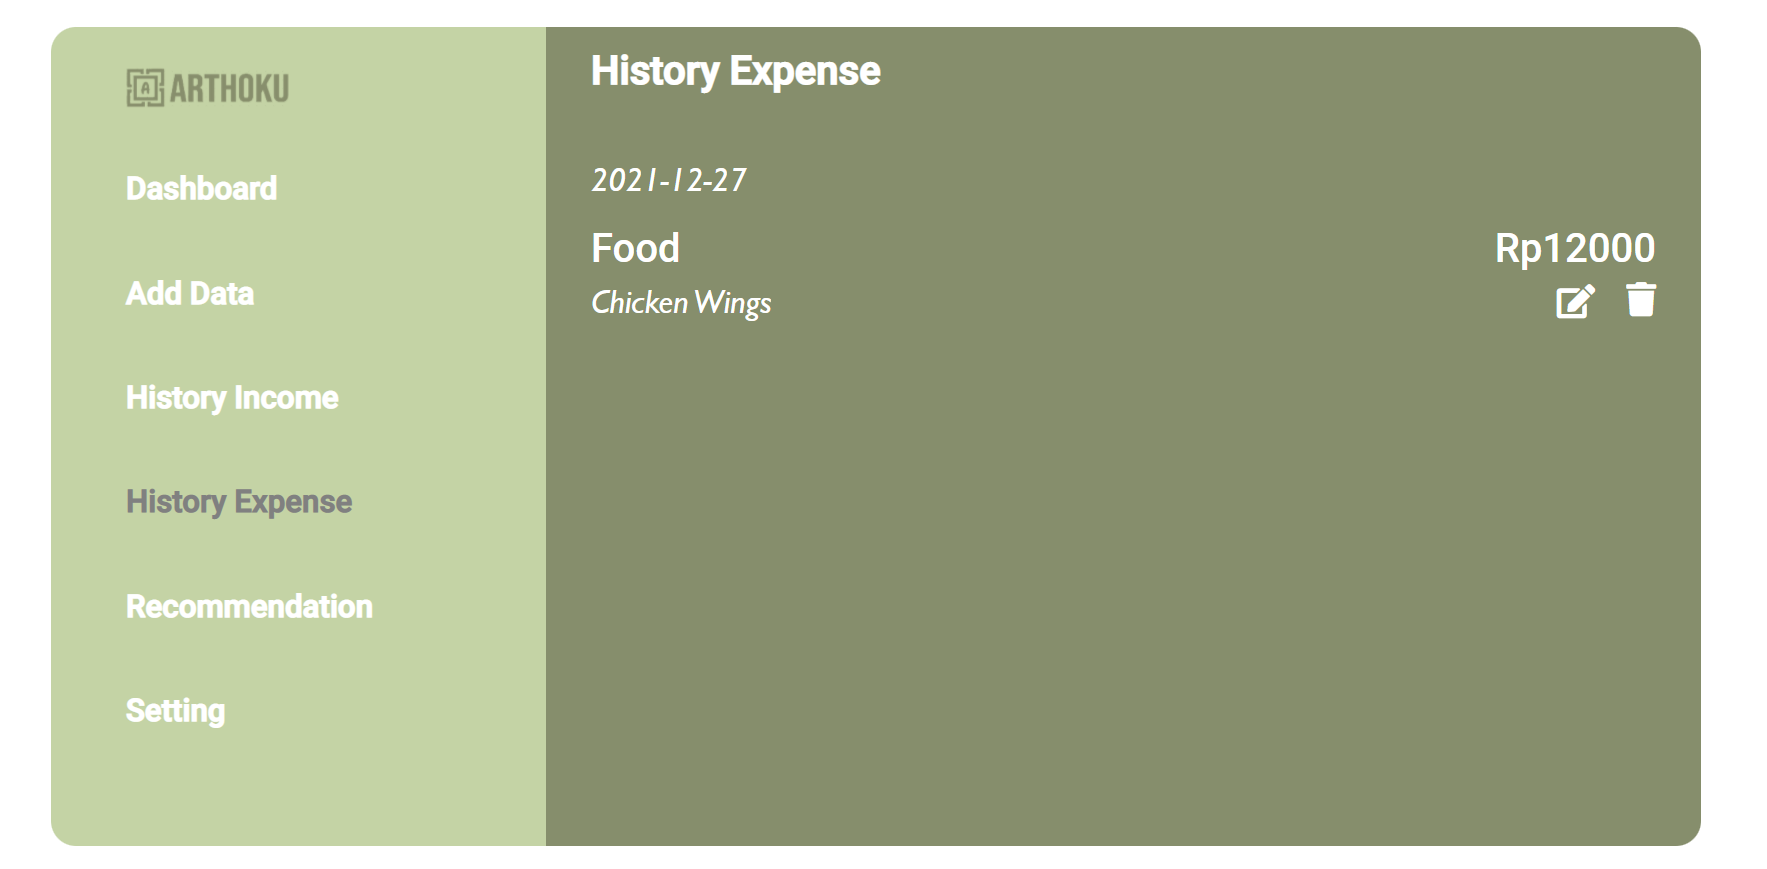 ARTHOKU
Dashboard
Add Data
History Income
History Expense
Recommendation
Setting
History Expense
2021-12-27
Food
Rp12000
Chicken Wings